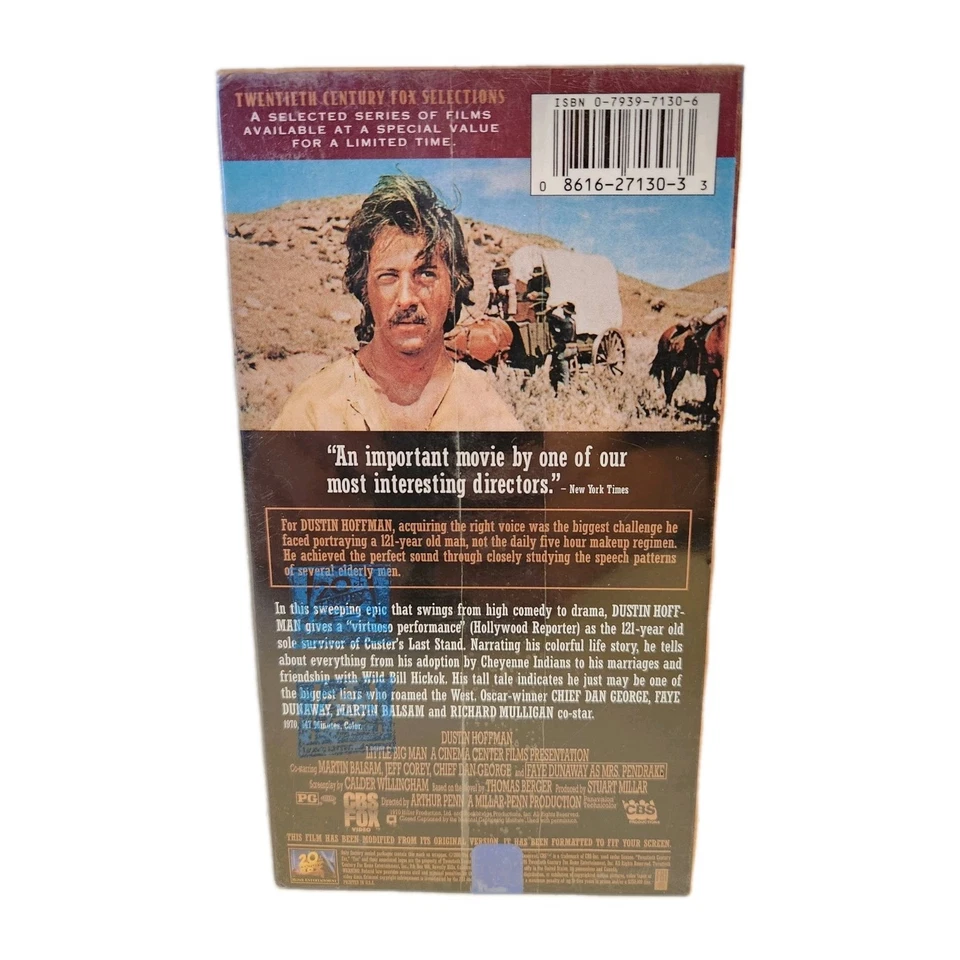 TWENTIETH CENTURY FOX SELECTIONS
A SELECTED SERIES OF FILMS
AVAILABLE AT A SPECIAL VALUE
FOR A LIMITED TIME.
ISBN 0-7939-7130-6
0 8616-27130-3 3
“An important movie by one of our
most interesting directors.” – New York Times
For DUSTIN HOFFMAN, acquiring the right voice was the biggest challenge he
faced portraying a 121-year old man, not the daily five hour makeup regimen.
He achieved the perfect sound through closely studying the speech patterns
of several elderly men.
In this sweeping epic that swings from high comedy to drama, DUSTIN HOFF-
MAN gives a "virtuoso performance" (Hollywood Reporter) as the 121-year old
sole survivor of Custer's Last Stand. Narrating his colorful life story, he tells
about everything from his adoption by Cheyenne Indians to his marriages and
friendship with Wild Bill Hickok. His tall tale indicates he just may be one of
the biggest liars who roamed the West. Oscar-winner CHIEF DAN GEORGE, FAYE
DUNAWAY, MARTIN BALSAM and RICHARD MULLIGAN co-star.
1970, 147 Minutes, Color.
DUSTIN HOFFMAN
LITTLE BIG MAN A CINEMA CENTER FILMS PRESENTATION
Co-starring MARTIN BALSAM, JEFF COREY, CHIEF DAN GEORGE and FAYE DUNAWAY AS MRS. PENDRAKE
Screenplay by CALDER WILLINGHAM Based on the Novel by THOMAS BERGER Produced by STUART MILLAR
PG CBS FOX VIDEO Directed by ARTHUR PENN A MILLAR-PENN PRODUCTION CBS
THIS FILM HAS BEEN MODIFIED FROM ITS ORIGINAL VERSION. IT HAS BEEN FORMATTED TO FIT YOUR SCREEN.
20
PRINTED IN U.S.A.